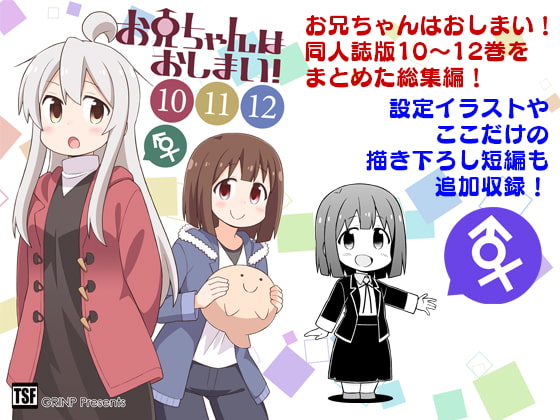 お兄ちゃんは
おしまい!
10 11 12
お兄ちゃんはおしまい！
同人誌版10～12巻を
まとめた総集編！
設定イラストや
ここだけの
描き下ろし短編も
追加収録！
TSF GRINP Presents